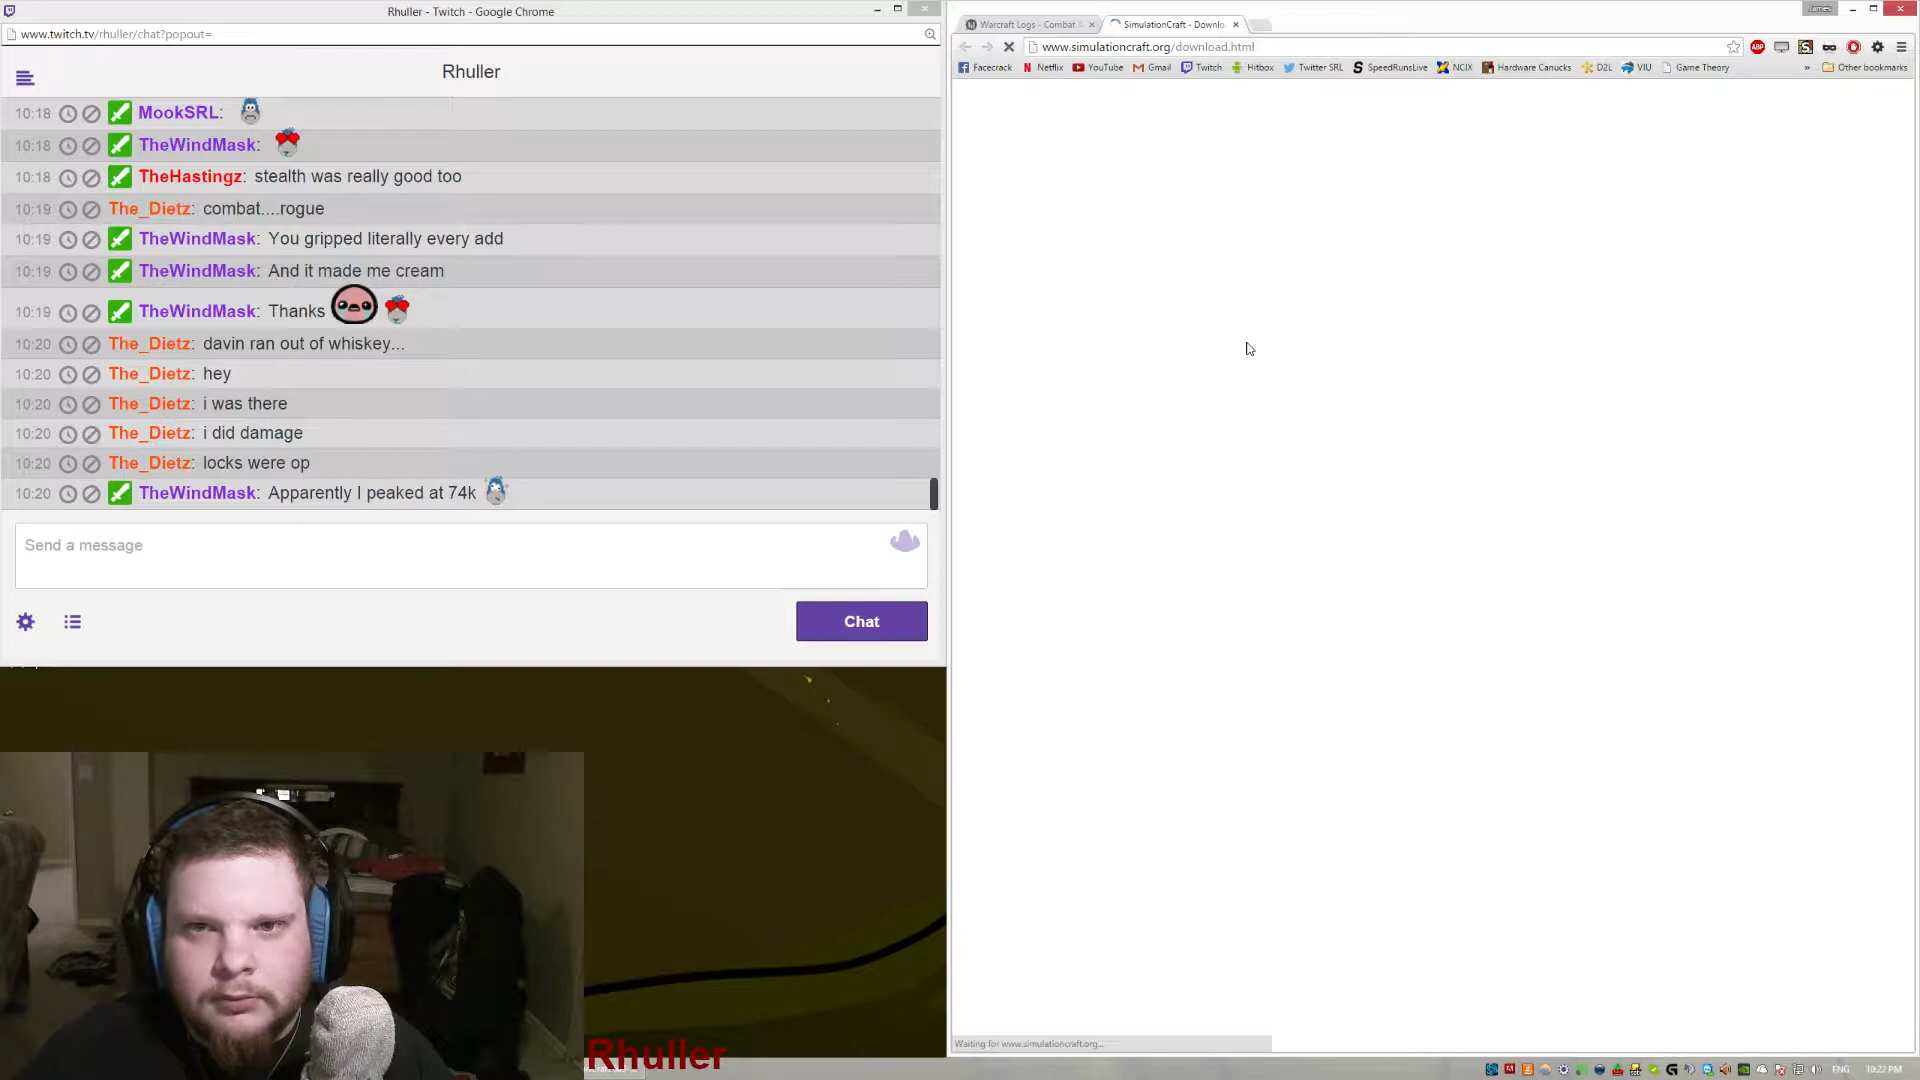 Rhuller - Twitch - Google Chrome
www.twitch.tv/rhuller/chat?popout=
Rhuller
10:18 MookSRL:
10:18 TheWindMask:
10:18 TheHastingz: stealth was really good too
10:19 The_Dietz: combat....rogue
10:19 TheWindMask: You gripped literally every add
10:19 TheWindMask: And it made me cream
10:19 TheWindMask: Thanks
10:20 The_Dietz: davin ran out of whiskey...
10:20 The_Dietz: hey
10:20 The_Dietz: i was there
10:20 The_Dietz: i did damage
10:20 The_Dietz: locks were op
10:20 TheWindMask: Apparently I peaked at 74k
Send a message
Chat
Rhuller
James
Warcraft Logs - Combat
SimulationCraft - Downlo
www.simulationcraft.org/download.html
ABP
Facecrack Netflix YouTube Gmail Twitch Hitbox Twitter SRL SpeedRunsLive NCIX Hardware Canucks D2L VIU Game Theory » Other bookmarks
Waiting for www.simulationcraft.org...
ENG 10:22 PM